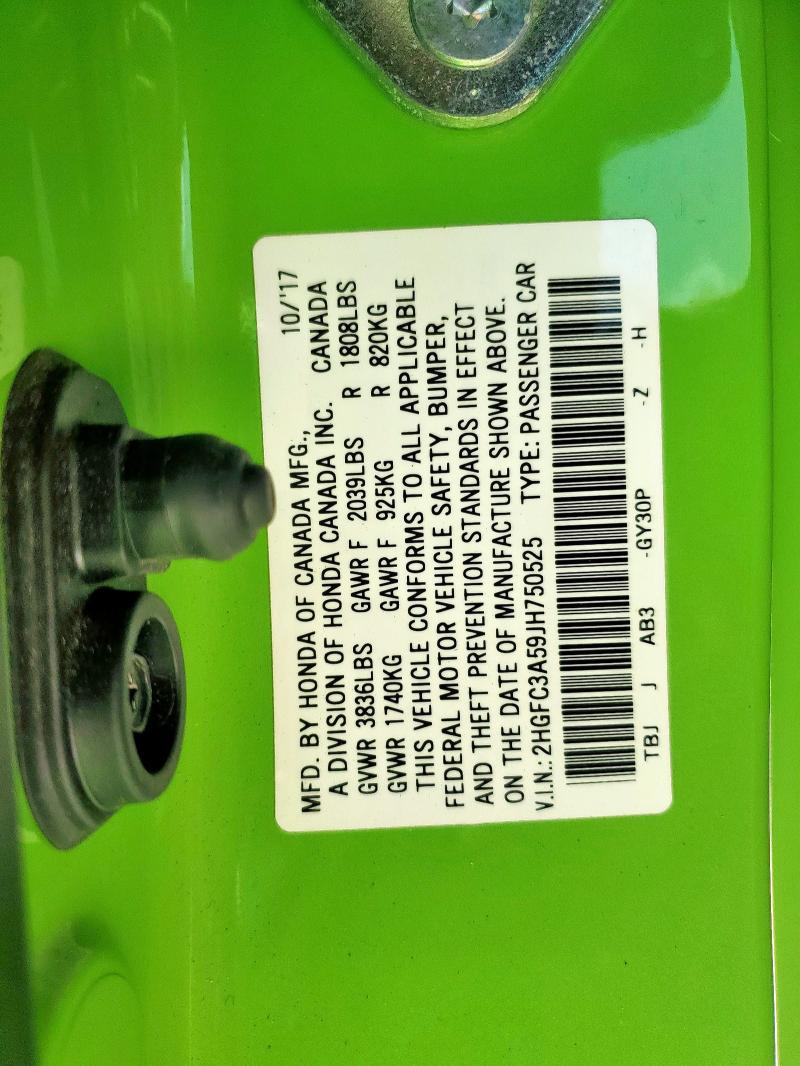 MFD. BY HONDA OF CANADA MFG., 10/'17
A DIVISION OF HONDA CANADA INC. CANADA
GVWR 3836LBS GAWR F 2039LBS R 1808LBS
GVWR 1740KG GAWR F 925KG R 820KG
THIS VEHICLE CONFORMS TO ALL APPLICABLE
FEDERAL MOTOR VEHICLE SAFETY, BUMPER,
AND THEFT PREVENTION STANDARDS IN EFFECT
ON THE DATE OF MANUFACTURE SHOWN ABOVE.
V.I.N.: 2HGFC3A59JH750525 TYPE: PASSENGER CAR
TBJ J AB3 -GY30P -Z -H